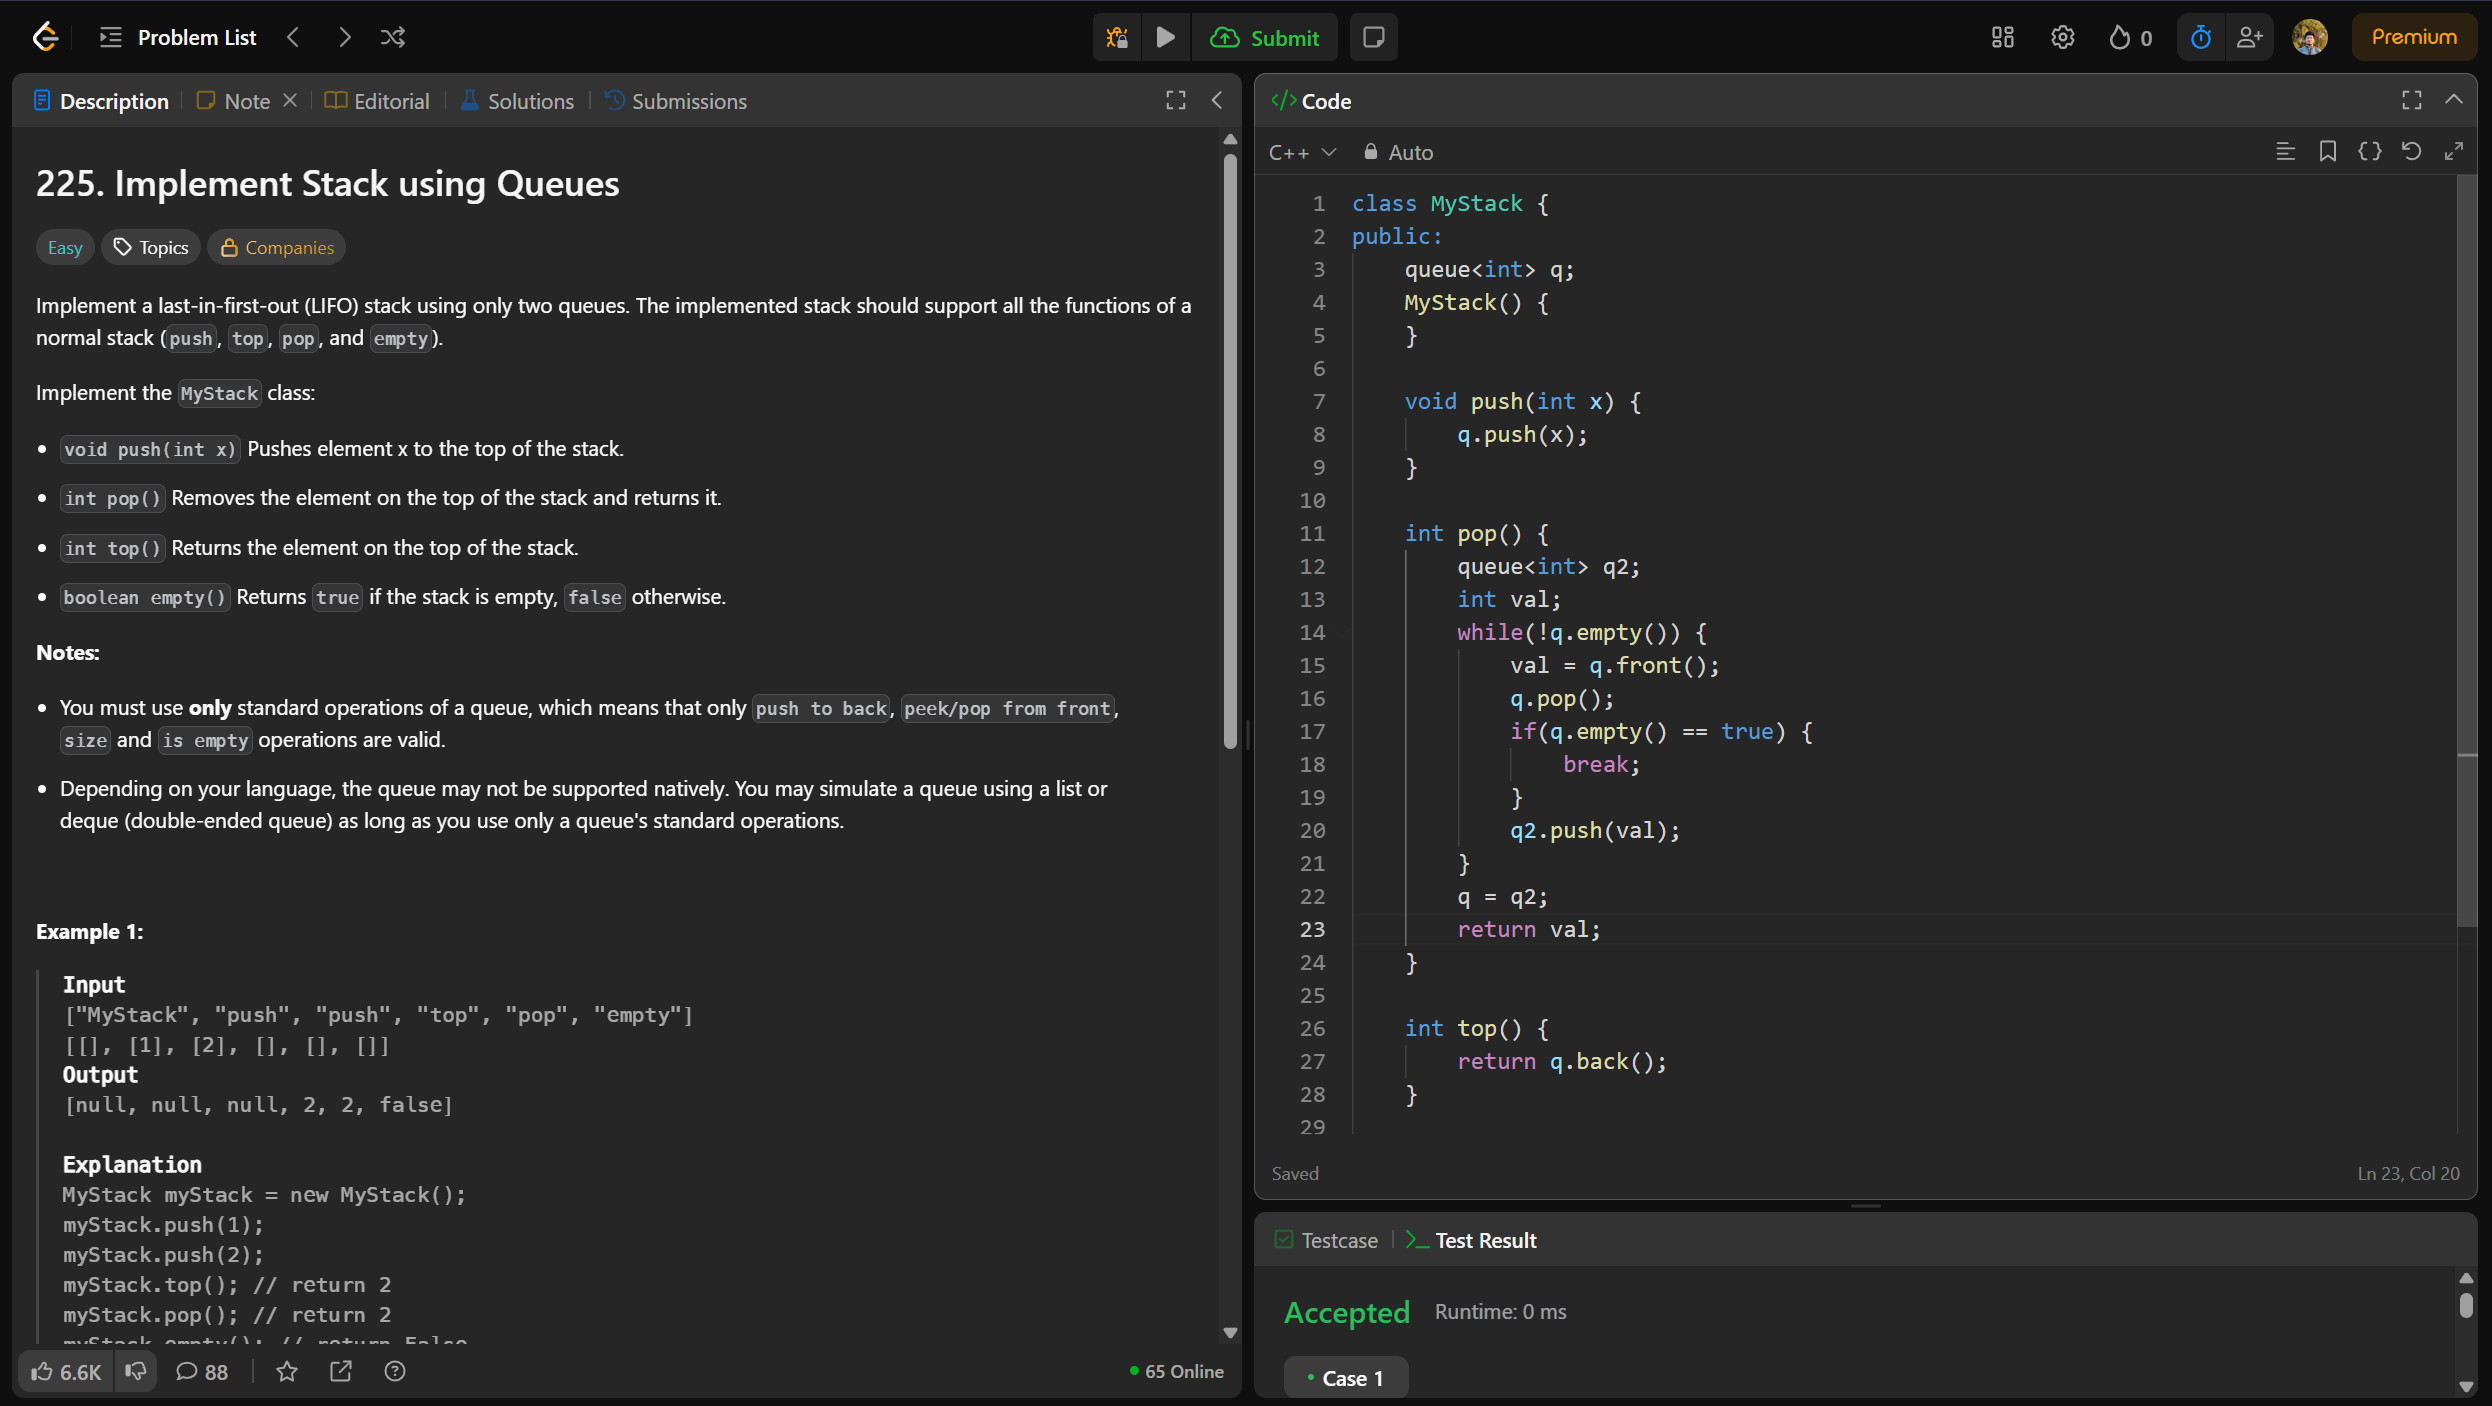 Problem List
Submit
0
Premium
Description
Note
Editorial
Solutions
Submissions
225. Implement Stack using Queues
Easy
Topics
Companies
Implement a last-in-first-out (LIFO) stack using only two queues. The implemented stack should support all the functions of a
normal stack (push, top, pop, and empty).
Implement the MyStack class:
• void push(int x) Pushes element x to the top of the stack.
• int pop() Removes the element on the top of the stack and returns it.
• int top() Returns the element on the top of the stack.
• boolean empty() Returns true if the stack is empty, false otherwise.
Notes:
• You must use only standard operations of a queue, which means that only push to back, peek/pop from front,
size and is empty operations are valid.
• Depending on your language, the queue may not be supported natively. You may simulate a queue using a list or
deque (double-ended queue) as long as you use only a queue's standard operations.
Example 1:
Input
["MyStack", "push", "push", "top", "pop", "empty"]
[[], [1], [2], [], [], []]
Output
[null, null, null, 2, 2, false]
Explanation
MyStack myStack = new MyStack();
myStack.push(1);
myStack.push(2);
myStack.top(); // return 2
myStack.pop(); // return 2
myStack.empty(); // return False
6.6K
88
65 Online
</> Code
C++
Auto
1 class MyStack {
2 public:
3 queue<int> q;
4 MyStack() {
5 }
6
7 void push(int x) {
8 q.push(x);
9 }
10
11 int pop() {
12 queue<int> q2;
13 int val;
14 while(!q.empty()) {
15 val = q.front();
16 q.pop();
17 if(q.empty() == true) {
18 break;
19 }
20 q2.push(val);
21 }
22 q = q2;
23 return val;
24 }
25
26 int top() {
27 return q.back();
28 }
29
Saved
Ln 23, Col 20
Testcase
Test Result
Accepted
Runtime: 0 ms
• Case 1